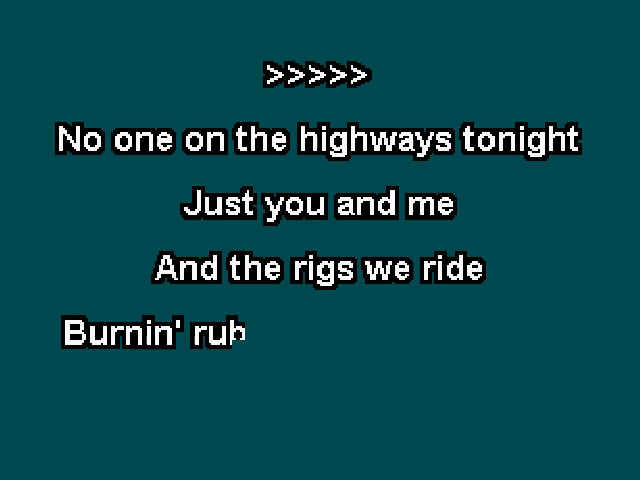 >>>>>
No one on the highways tonight
Just you and me
And the rigs we ride
Burnin' rub